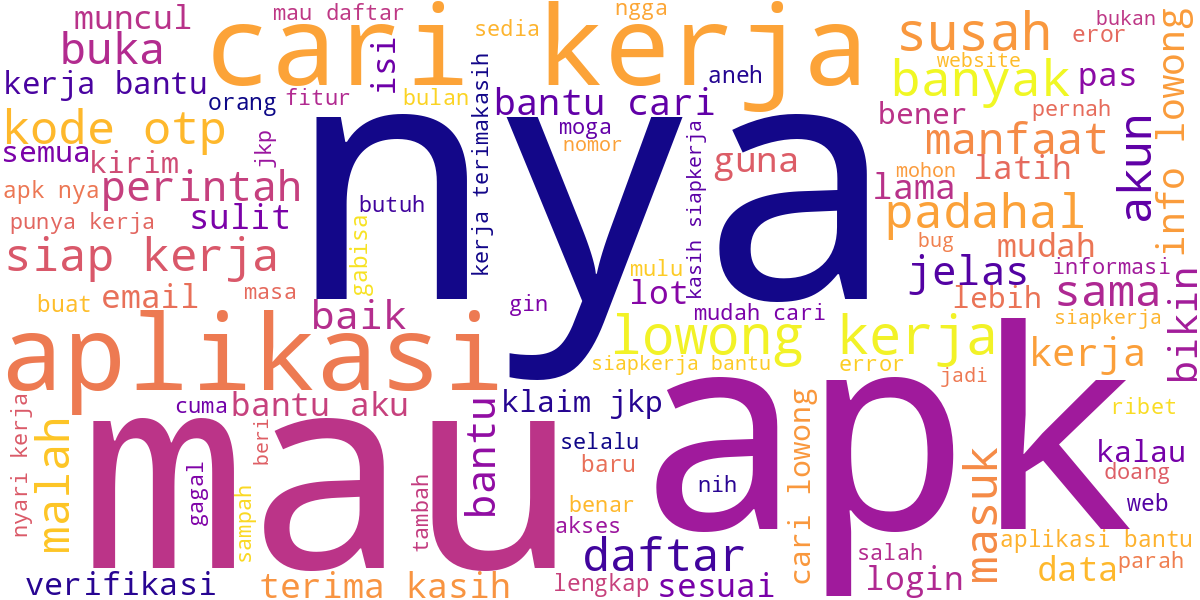 muncul
mau daftar
ngga
bukan
buka
cari kerja
sedia
susah
eror
website
kerja bantu
isi
aneh
banyak
pas
info lowong
orang
fitur
bulan
kerja terimakasih
bantu cari
bener
pernah
kode otp
moga
nomor
manfaat
semua
kirim
jkp
nya
kasih siapkerja
guna
mohon
latih
akun
apk nya
perintah
butuh
lama
punya kerja
sulit
gabisa
padahal
siap kerja
mulu
bug
mudah
buat
email
masa
gin
lot
jelas
informasi
baik
mudah cari
lebih
sama
bikin
aplikasi
lowong kerja
siapkerja
siapkerja bantu
error
kerja
jadi
nyari kerja
malah
cuma
bantu aku
bantu
klaim jkp
cari lowong
apk
ribet
mau
beri
selalu
masuk
kalau
gagal
sampah
tambah
baru
nih
doang
benar
web
akses
daftar
salah
aplikasi bantu
verifikasi
terima kasih
lengkap
sesuai
login
data
parah